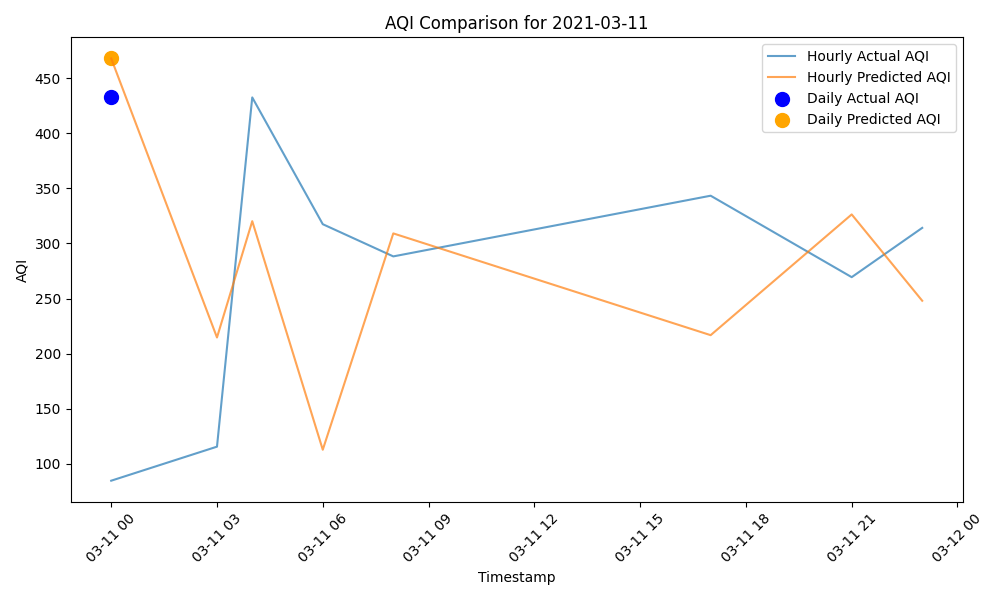 AQI Comparison for 2021-03-11
Hourly Actual AQI
Hourly Predicted AQI
Daily Actual AQI
Daily Predicted AQI
AQI
450
400
350
300
250
200
150
100
03-11 00
03-11 03
03-11 06
03-11 09
03-11 12
03-11 15
03-11 18
03-11 21
03-12 00
Timestamp